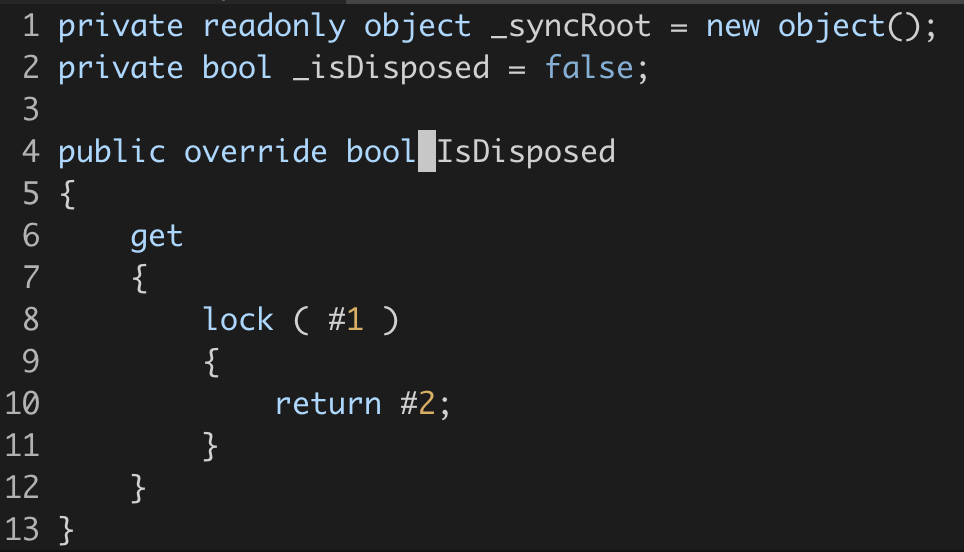 1 private readonly object _syncRoot = new object();
2 private bool _isDisposed = false;
3
4 public override bool IsDisposed
5 {
6     get
7     {
8         lock ( #1 )
9         {
10             return #2;
11         }
12     }
13 }